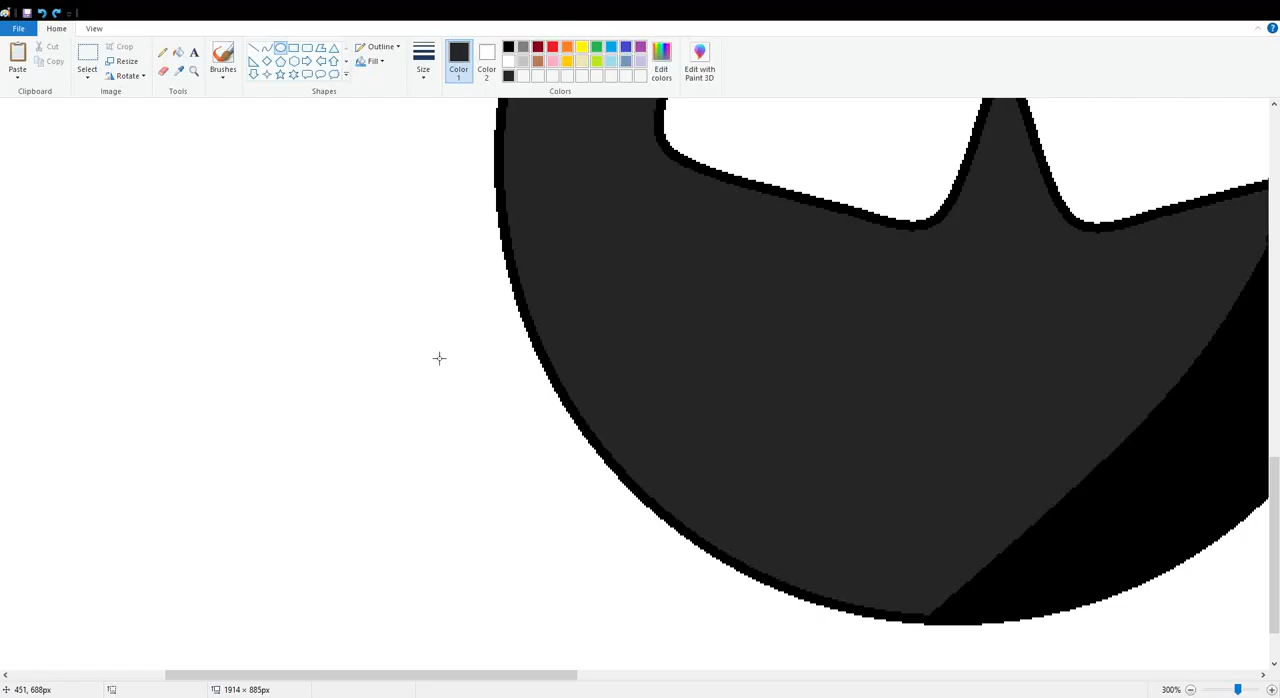 File Home View
Cut Crop Outline Edit colors Edit with Paint 3D
Copy Resize Fill
Paste Select Rotate Brushes Size Color 1 Color 2
Clipboard Image Tools Shapes Colors
451, 688px 1914 × 885px 300%